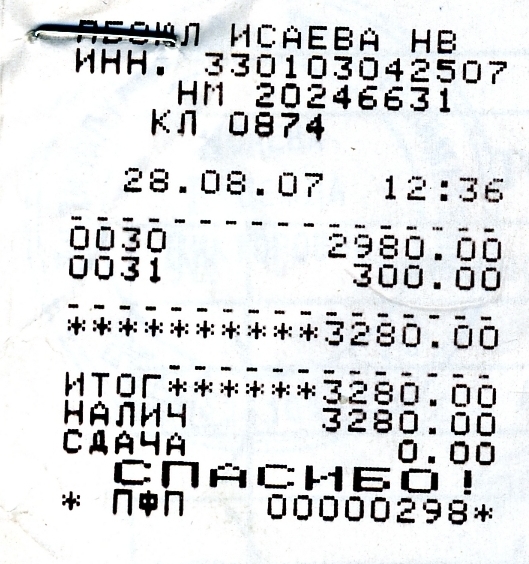 ПБОЮЛ ИСАЕВА НВ
ИНН. 330103042507
НМ 20246631
КЛ 0874
28.08.07 12:36
0030 2980.00
0031 300.00
**********3280.00
ИТОГ******3280.00
НАЛИЧ 3280.00
СДАЧА 0.00
СПАСИБО!
* ПФП 00000298*